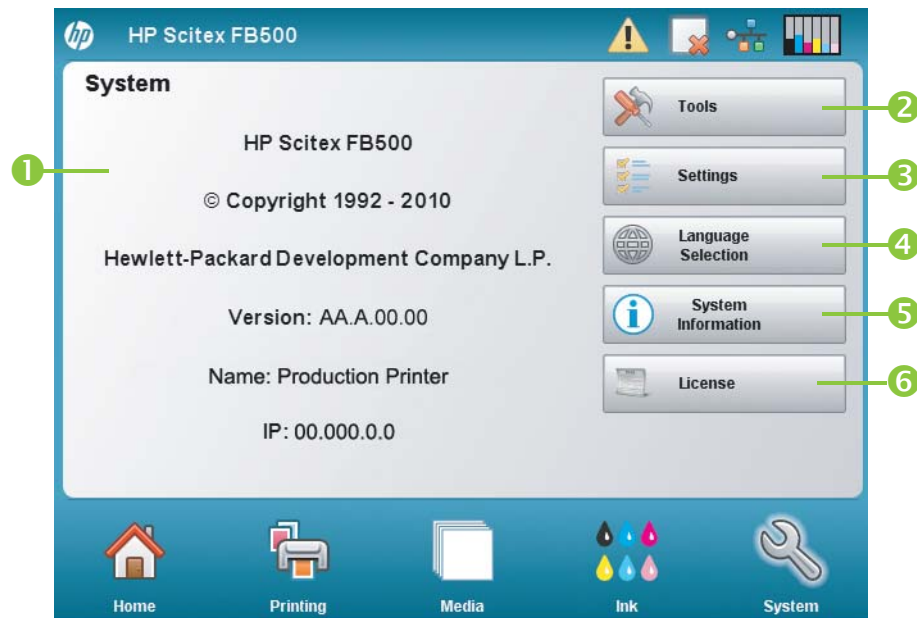 hp HP Scitex FB500
System
HP Scitex FB500
© Copyright 1992 - 2010
Hewlett-Packard Development Company L.P.
Version: AA.A.00.00
Name: Production Printer
IP: 00.000.0.0
1
Tools
2
Settings
3
Language
Selection
4
System
Information
5
License
6
Home
Printing
Media
Ink
System